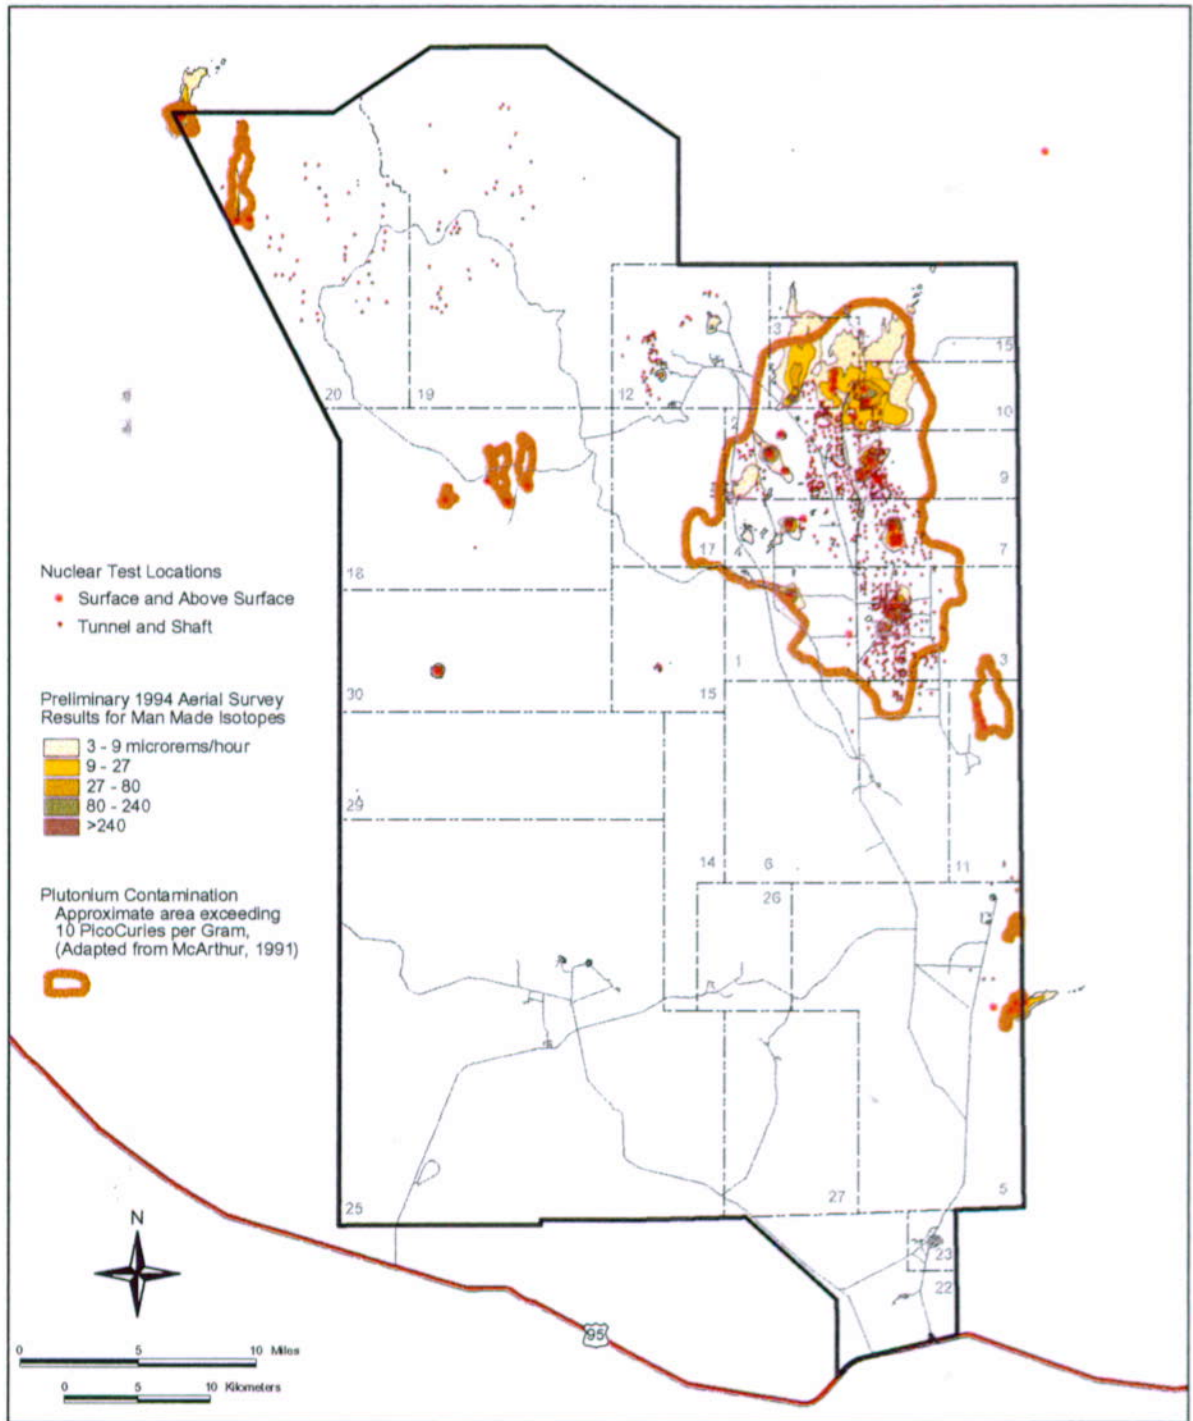 3
15
20
19
12
2
10
9
17
4
7
18
Nuclear Test Locations
Surface and Above Surface
Tunnel and Shaft
1
3
30
15
Preliminary 1994 Aerial Survey
Results for Man Made Isotopes
3 - 9 microrems/hour
9 - 27
27 - 80
80 - 240
>240
29
14
6
11
26
Plutonium Contamination
Approximate area exceeding
10 PicoCuries per Gram,
(Adapted from McArthur, 1991)
25
27
5
N
23
22
95
0 5 10 Miles
0 5 10 Kilometers